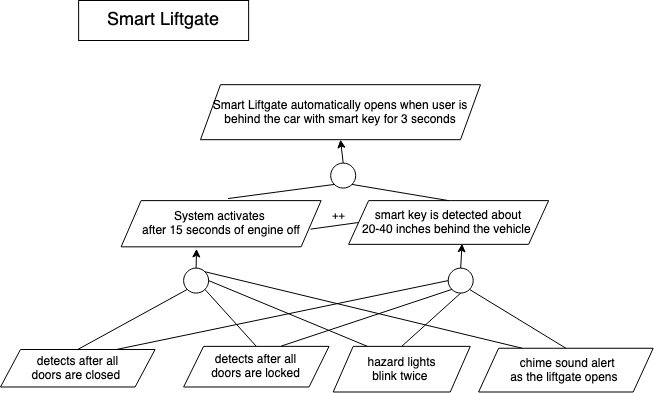 Smart Liftgate
Smart Liftgate automatically opens when user is
behind the car with smart key for 3 seconds
System activates
after 15 seconds of engine off
++
smart key is detected about
20-40 inches behind the vehicle
detects after all
doors are closed
detects after all
doors are locked
hazard lights
blink twice
chime sound alert
as the liftgate opens